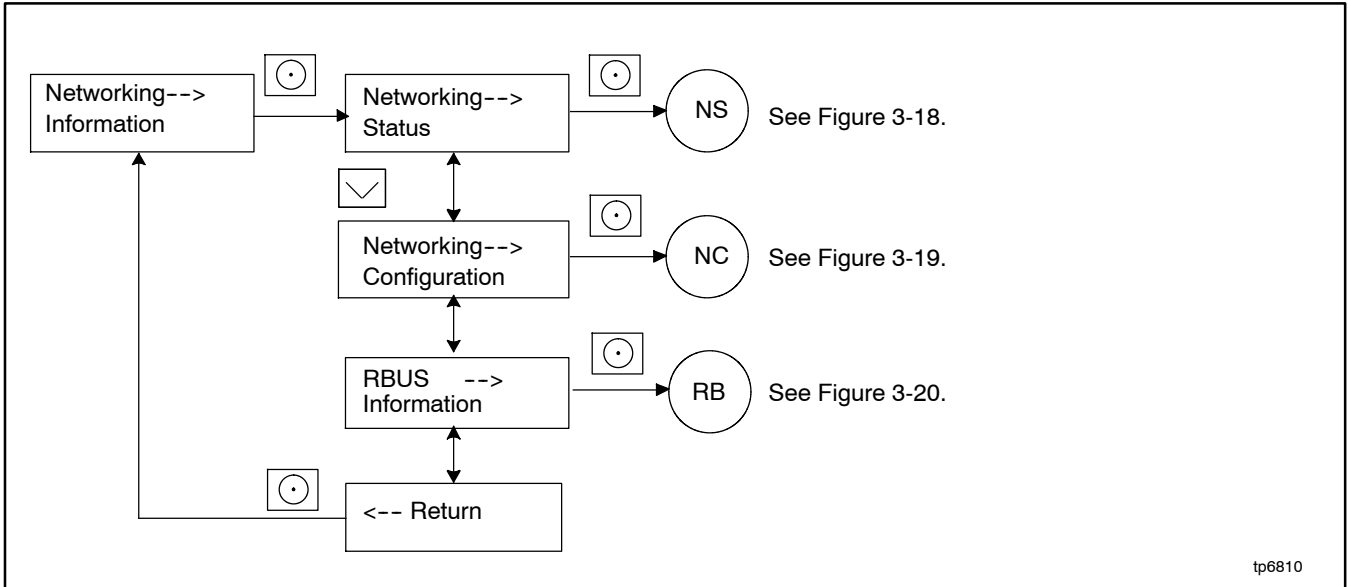 Networking-->
Information
Networking-->
Status
NS
See Figure 3-18.
Networking-->
Configuration
NC
See Figure 3-19.
RBUS -->
Information
RB
See Figure 3-20.
<-- Return
tp6810